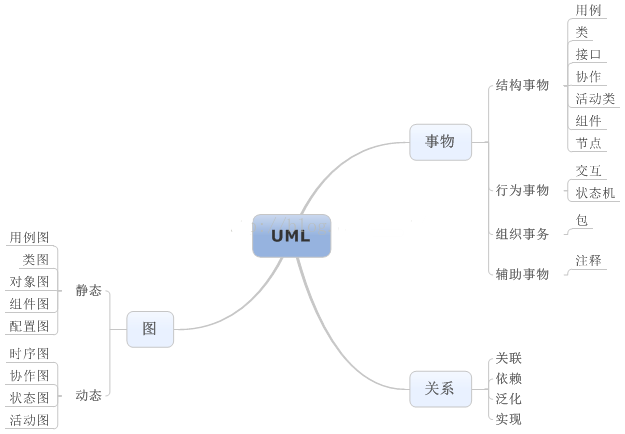 UML
事物
结构事物
用例
类
接口
协作
活动类
组件
节点
行为事物
交互
状态机
组织事务
包
辅助事物
注释
关系
关联
依赖
泛化
实现
图
静态
用例图
类图
对象图
组件图
配置图
动态
时序图
协作图
状态图
活动图